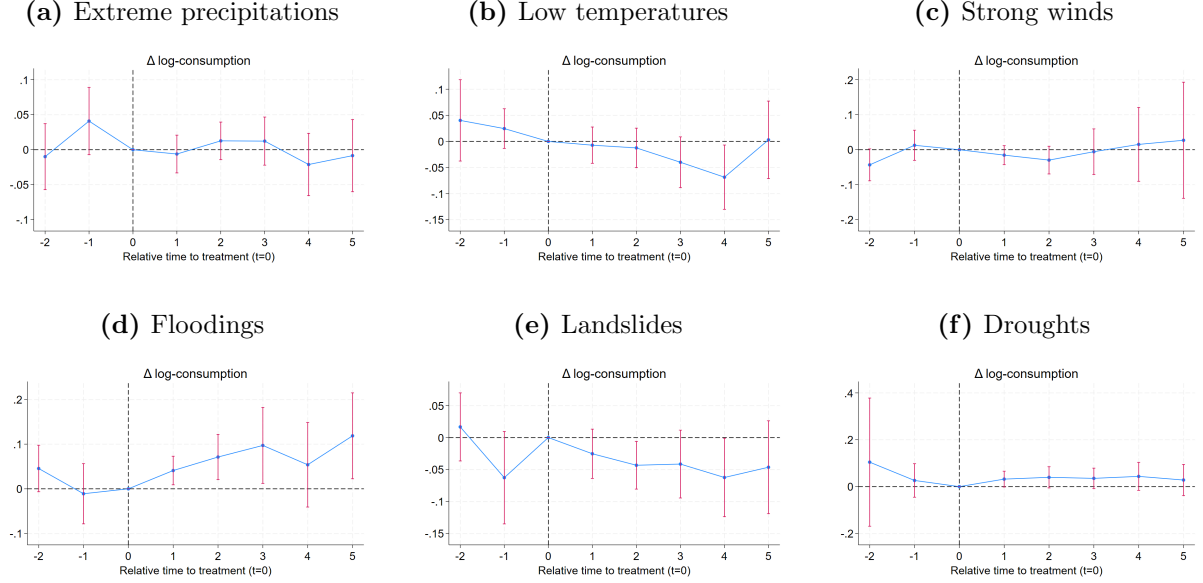 (a) Extreme precipitations
Δ log-consumption
.1
.05
0
-.05
-.1
-2 -1 0 1 2 3 4 5
Relative time to treatment (t=0)
(b) Low temperatures
Δ log-consumption
.1
.05
0
-.05
-.1
-.15
-2 -1 0 1 2 3 4 5
Relative time to treatment (t=0)
(c) Strong winds
Δ log-consumption
.2
.1
0
-.1
-.2
-2 -1 0 1 2 3 4 5
Relative time to treatment (t=0)
(d) Floodings
Δ log-consumption
.2
.1
0
-.1
-2 -1 0 1 2 3 4 5
Relative time to treatment (t=0)
(e) Landslides
Δ log-consumption
.05
0
-.05
-.1
-.15
-2 -1 0 1 2 3 4 5
Relative time to treatment (t=0)
(f) Droughts
Δ log-consumption
.4
.2
0
-.2
-2 -1 0 1 2 3 4 5
Relative time to treatment (t=0)